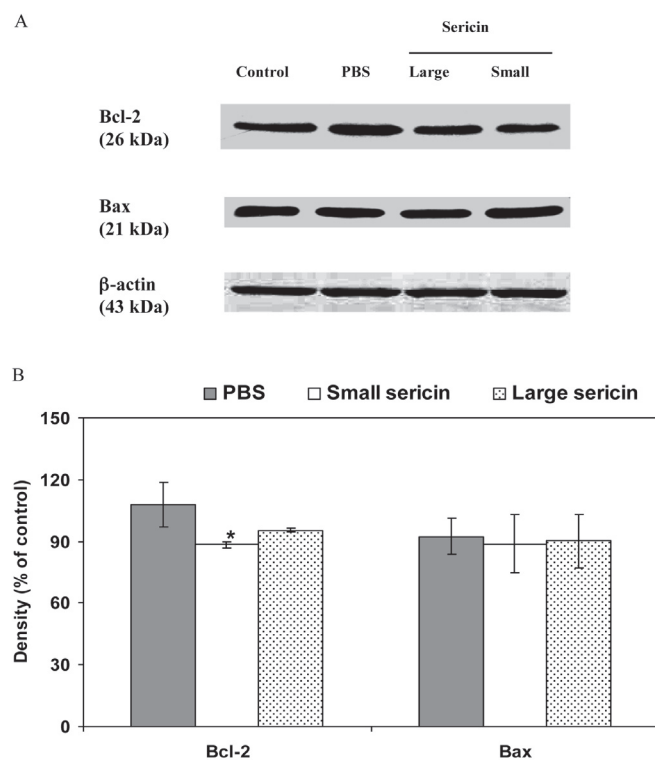 A
Sericin
Control PBS Large Small
Bcl-2
(26 kDa)
Bax
(21 kDa)
β-actin
(43 kDa)
B
PBS Small sericin Large sericin
150
120
90
60
30
0
Density (% of control)
*
Bcl-2 Bax